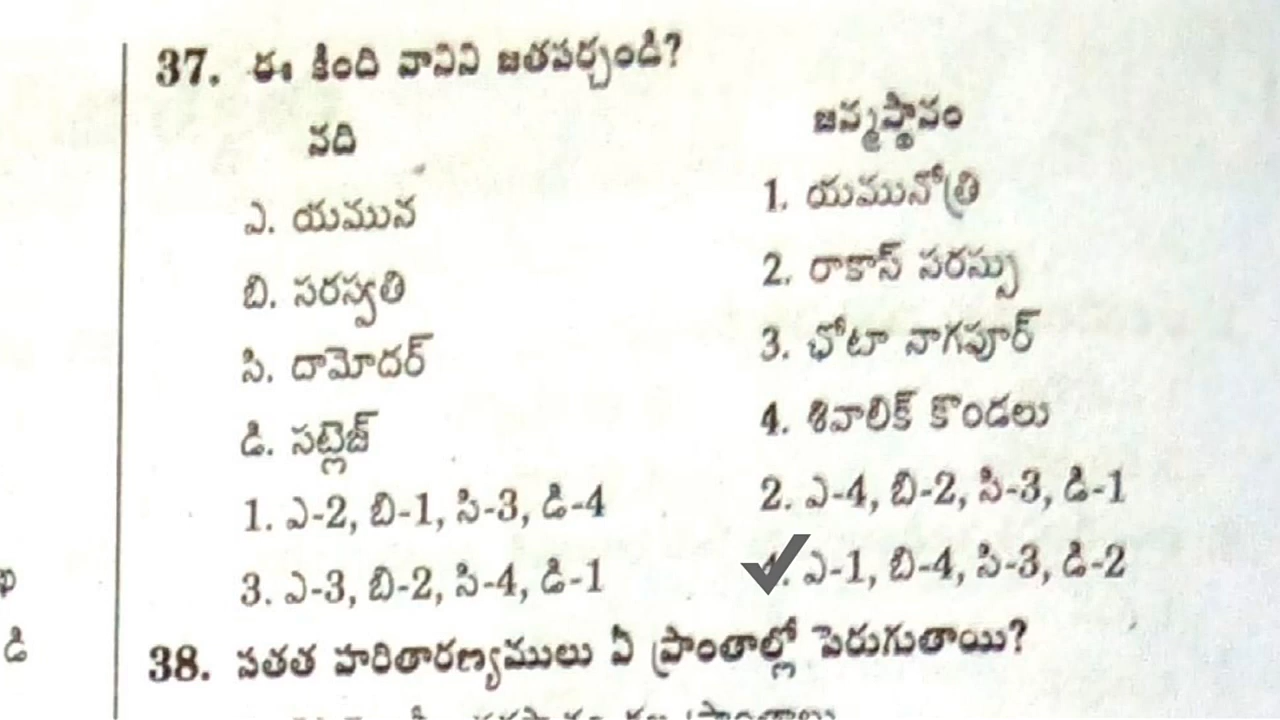 37. ఈ కింది వానిని జతపర్చండి?
నది జన్మస్థానం
ఎ. యమున 1. యమునోత్రి
బి. సరస్వతి 2. రాకాస్ సరస్సు
సి. దామోదర్ 3. ఛోటా నాగపూర్
డి. సట్లెజ్ 4. శివాలిక్ కొండలు
1. ఎ-2, బి-1, సి-3, డి-4 2. ఎ-4, బి-2, సి-3, డి-1
3. ఎ-3, బి-2, సి-4, డి-1 4. ఎ-1, బి-4, సి-3, డి-2
38. సతత హరితారణ్యములు ఏ ప్రాంతాల్లో పెరుగుతాయి?
డి